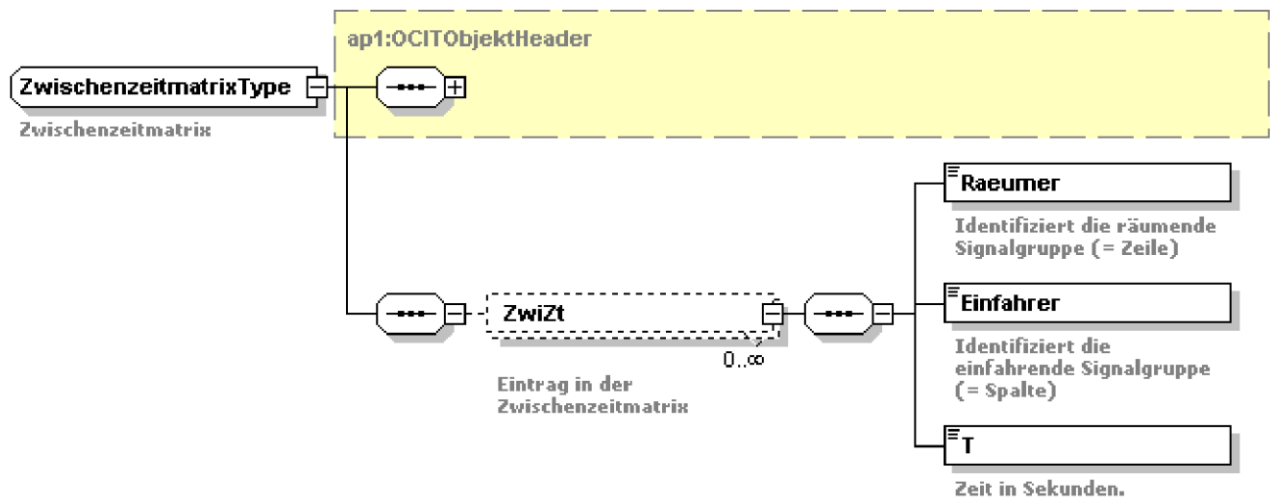 ap1:OCITObjektHeader
ZwischenzeitmatrixType
Zwischenzeitmatrix
Raeumer
Identifiziert die räumende
Signalgruppe (= Zeile)
ZwiZt
0..∞
Eintrag in der
Zwischenzeitmatrix
Einfahrer
Identifiziert die
einfahrende Signalgruppe
(= Spalte)
T
Zeit in Sekunden.